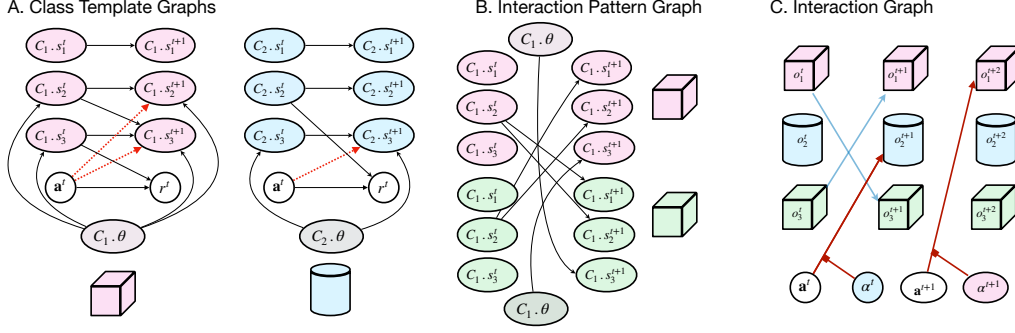 A. Class Template Graphs
C₁.s₁ᵗ
C₁.s₁ᵗ⁺¹
C₁.s₂ᵗ
C₁.s₂ᵗ⁺¹
C₁.s₃ᵗ
C₁.s₃ᵗ⁺¹
aᵗ
rᵗ
C₁.θ
C₂.s₁ᵗ
C₂.s₁ᵗ⁺¹
C₂.s₂ᵗ
C₂.s₂ᵗ⁺¹
C₂.s₃ᵗ
C₂.s₃ᵗ⁺¹
aᵗ
rᵗ
C₂.θ
B. Interaction Pattern Graph
C₁.θ
C₁.s₁ᵗ
C₁.s₁ᵗ⁺¹
C₁.s₂ᵗ
C₁.s₂ᵗ⁺¹
C₁.s₃ᵗ
C₁.s₃ᵗ⁺¹
C₁.s₁ᵗ
C₁.s₁ᵗ⁺¹
C₁.s₂ᵗ
C₁.s₂ᵗ⁺¹
C₁.s₃ᵗ
C₁.s₃ᵗ⁺¹
C₁.θ
C. Interaction Graph
o₁ᵗ
o₁ᵗ⁺¹
o₁ᵗ⁺²
o₂ᵗ
o₂ᵗ⁺¹
o₂ᵗ⁺²
o₃ᵗ
o₃ᵗ⁺¹
o₃ᵗ⁺²
aᵗ
αᵗ
aᵗ⁺¹
αᵗ⁺¹